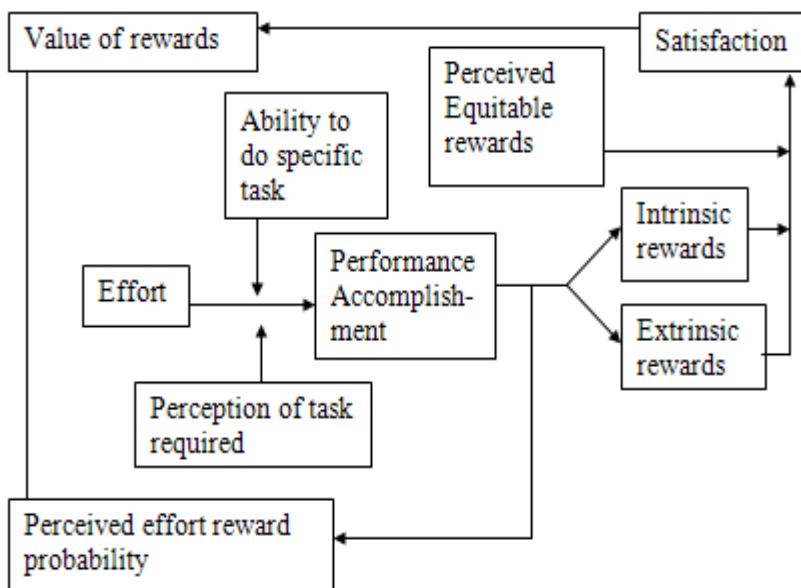 Value of rewards
Satisfaction
Perceived
Equitable
rewards
Ability to
do specific
task
Intrinsic
rewards
Performance
Accomplish-
ment
Effort
Extrinsic
rewards
Perception of task
required
Perceived effort reward
probability